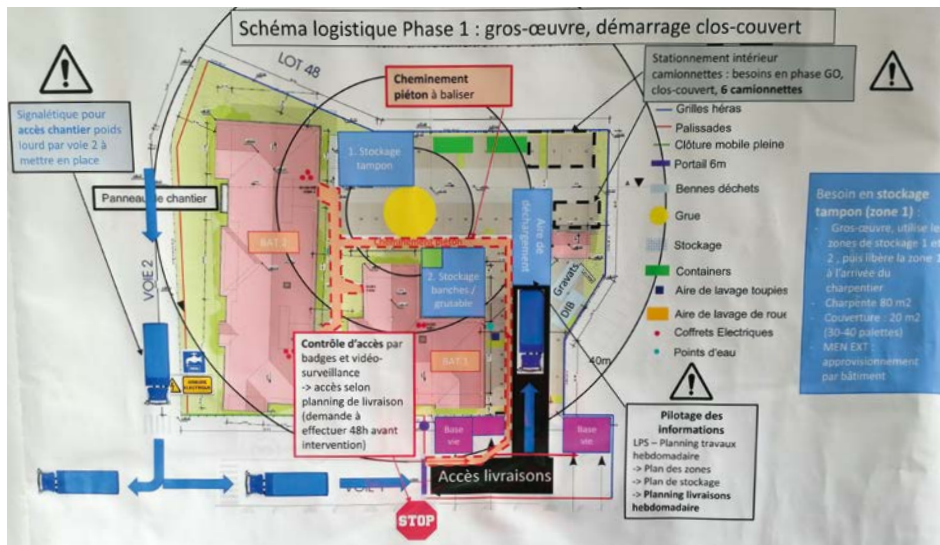 Schéma logistique Phase 1 : gros-œuvre, démarrage clos-couvert
LOT 48
Cheminement
piéton à baliser
Stationnement intérieur
camionnettes : besoins en phase GO,
clos-couvert, 6 camionnettes
Signalétique pour
accès chantier poids
lourd par voie 2 à
mettre en place
Panneau de chantier
VOIE 2
1. Stockage
tampon
Cheminement piéton
Aire de
déchargement
BAT 2
2. Stockage
banches /
grusable
BAT 1
Gravats
DIB
40m
Grilles héras
Palissades
Clôture mobile pleine
Portail 6m
Bennes déchets
Grue
Stockage
Containers
Aire de lavage toupies
Aire de lavage de roue
Coffrets Electriques
Points d'eau
Besoin en stockage
tampon (zone 1) :
- Gros-œuvre, utilise les
zones de stockage 1 et
2 , puis libère la zone 1
à l'arrivée du
charpentier
- Charpente 80 m2
- Couverture : 20 m2
(30-40 palettes)
- MEN EXT :
approvisionnement
par bâtiment
Contrôle d'accès par
badges et vidéo-
surveillance
-> accès selon
planning de livraison
(demande à
effectuer 48h avant
intervention)
Base
vie
Base
vie
Accès livraisons
VOIE 1
STOP
Pilotage des
informations
LPS – Planning travaux
hebdomadaire
-> Plan des zones
-> Plan de stockage
-> Planning livraisons
hebdomadaire